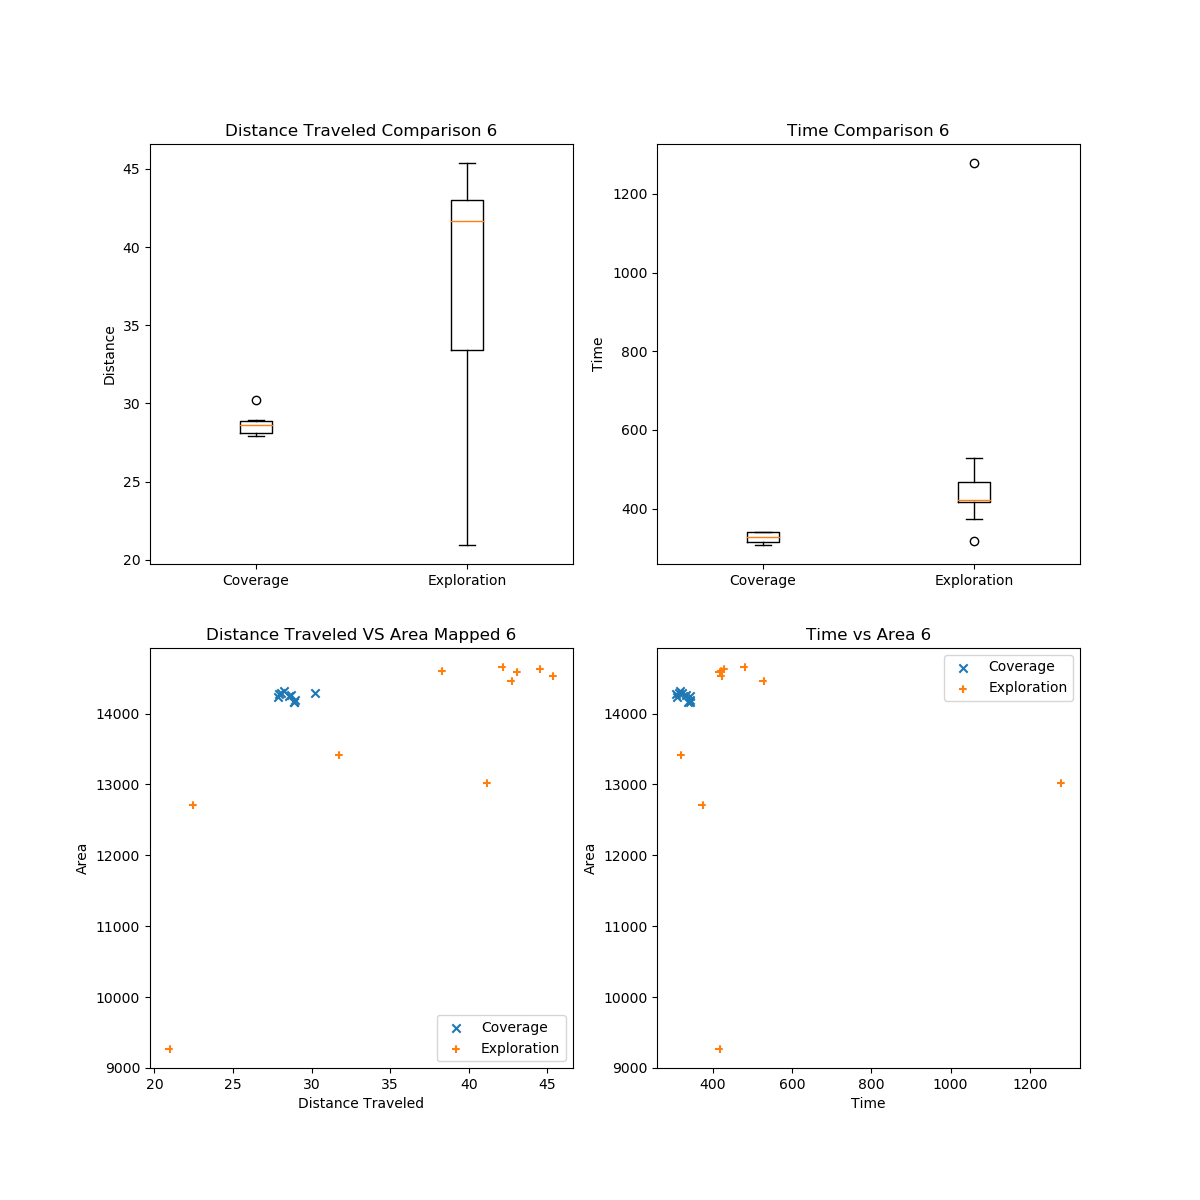 Distance Traveled Comparison 6
45
40
35
30
25
20
Distance
Coverage
Exploration
Time Comparison 6
1200
1000
800
600
400
Time
Coverage
Exploration
Distance Traveled VS Area Mapped 6
14000
13000
12000
11000
10000
9000
Area
20
25
30
35
40
45
Distance Traveled
Coverage
Exploration
Time vs Area 6
14000
13000
12000
11000
10000
9000
Area
400
600
800
1000
1200
Time
Coverage
Exploration